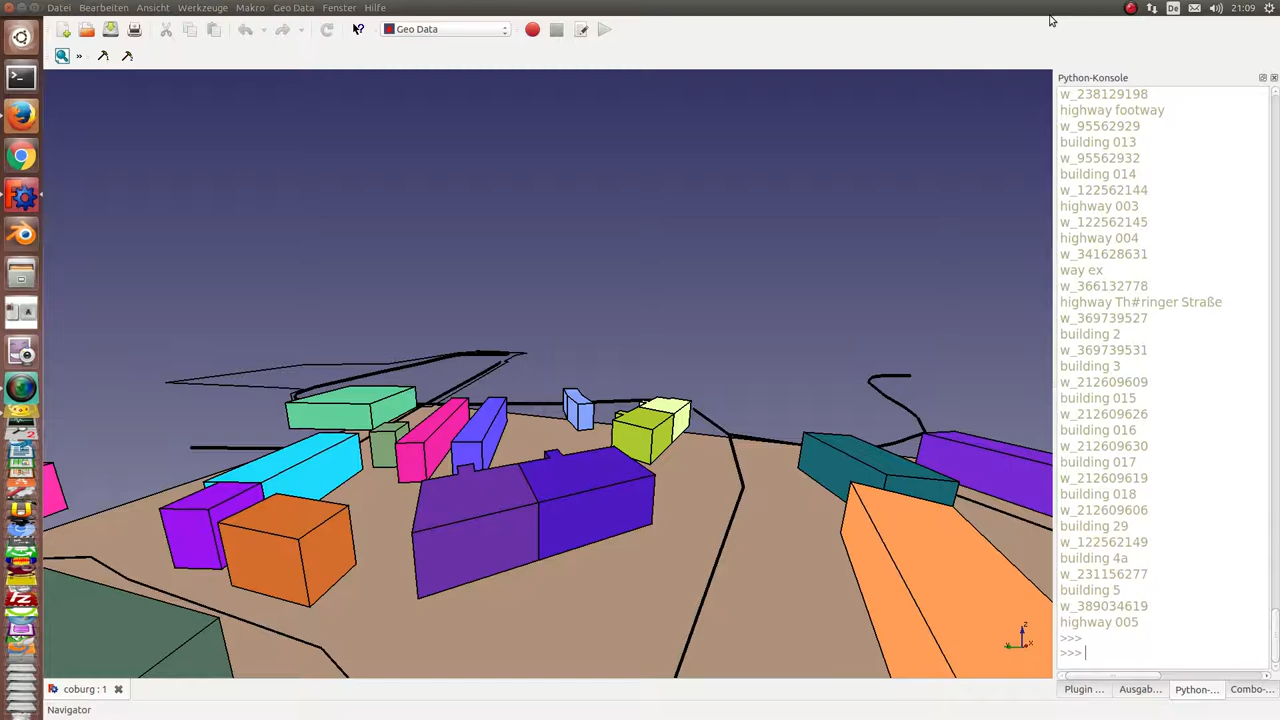 Datei Bearbeiten Ansicht Werkzeuge Makro Geo Data Fenster Hilfe
De 21:09
Geo Data
»
Python-Konsole
w_238129198
highway footway
w_95562929
building 013
w_95562932
building 014
w_122562144
highway 003
w_122562145
highway 004
w_341628631
way ex
w_366132778
highway Th#ringer Straße
w_369739527
building 2
w_369739531
building 3
w_212609609
building 015
w_212609626
building 016
w_212609630
building 017
w_212609619
building 018
w_212609606
building 29
w_122562149
building 4a
w_231156277
building 5
w_389034619
highway 005
>>>
>>>
coburg : 1
Plugin ... Ausgab... Python-... Combo-...
Navigator